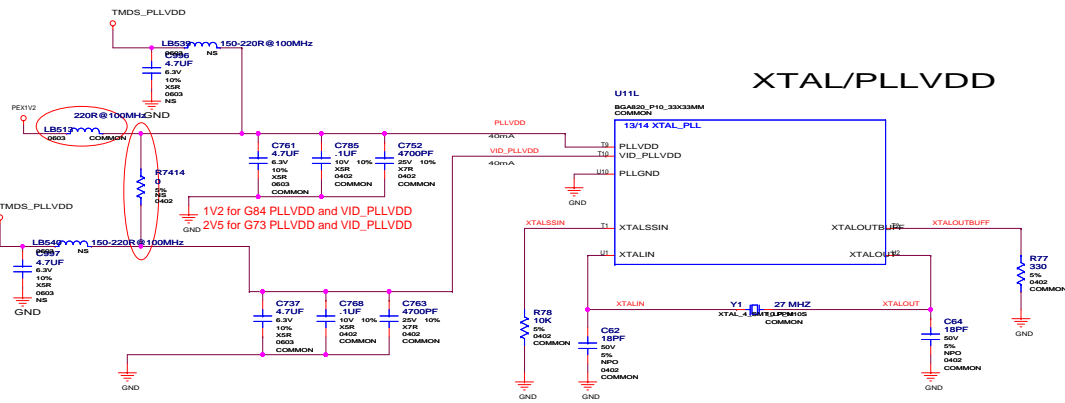 TMDS_PLLVDD
LB539
150-220R@100MHz
0603
NS
C996
4.7UF
6.3V
10%
X5R
0603
NS
GND
XTAL/PLLVDD
PEX1V2
220R@100MHz
LB513
0603
COMMON
R7414
0
5%
NS
0402
C761
4.7UF
6.3V
10%
X5R
0603
COMMON
C785
.1UF
10V 10%
X5R
0402
COMMON
C752
4700PF
25V 10%
X7R
0402
COMMON
GND
PLLVDD
40mA
VID_PLLVDD
40mA
1V2 for G84 PLLVDD and VID_PLLVDD
2V5 for G73 PLLVDD and VID_PLLVDD
U11L
BGA820_P10_33X33MM
COMMON
13/14 XTAL_PLL
T9 PLLVDD
T10 VID_PLLVDD
U10 PLLGND
GND
XTALSSIN
T1 XTALSSIN
XTALOUTBUFF
XTALOUTBUFF
U1 XTALIN
XTALOUT
U2
TMDS_PLLVDD
LB540
150-220R@100MHz
0603
NS
C997
4.7UF
6.3V
10%
X5R
0603
NS
GND
C737
4.7UF
6.3V
10%
X5R
0603
COMMON
C768
.1UF
10V 10%
X5R
0402
COMMON
C763
4700PF
25V 10%
X7R
0402
COMMON
GND
R78
10K
5%
0402
COMMON
GND
XTALIN
Y1
27 MHZ
COMMON
XTALOUT
C62
18PF
50V
5%
NPO
0402
COMMON
GND
C64
18PF
50V
5%
NPO
0402
COMMON
GND
R77
330
5%
0402
COMMON
GND